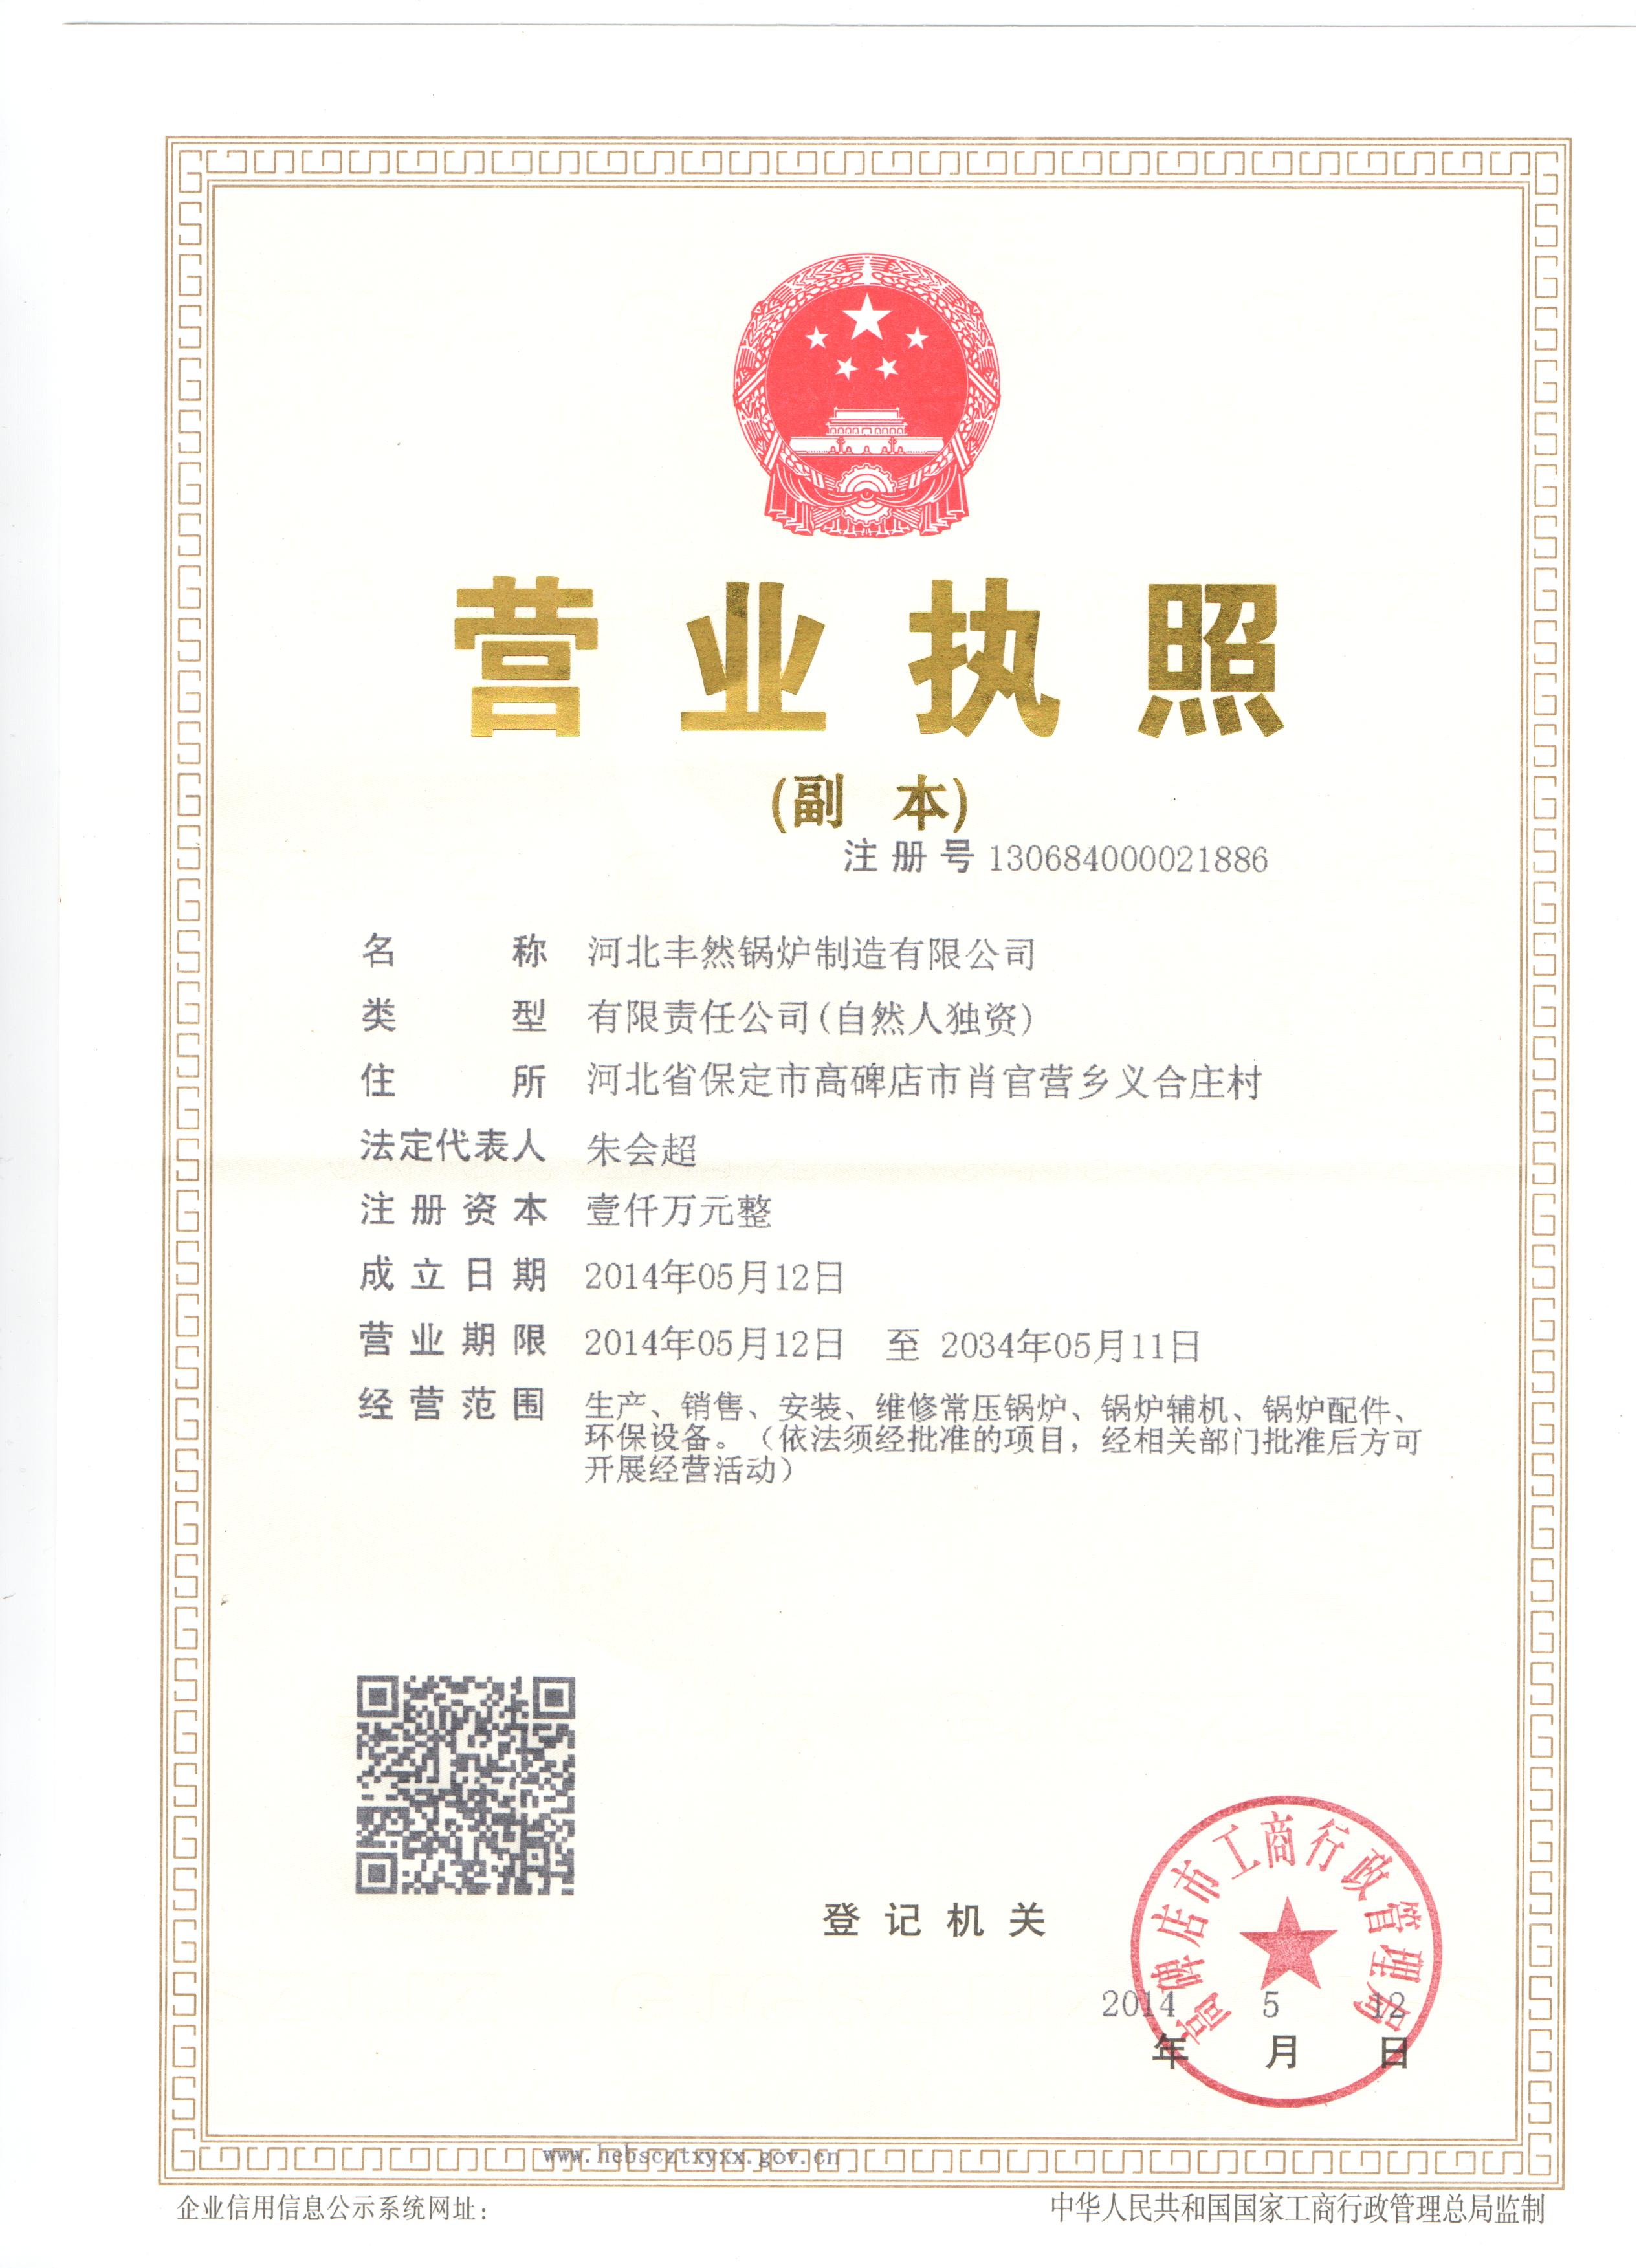 营业执照
(副 本)
注册号 130684000021886
名称 河北丰然锅炉制造有限公司
类型 有限责任公司(自然人独资)
住所 河北省保定市高碑店市肖官营乡义合庄村
法定代表人 朱会超
注册资本 壹仟万元整
成立日期 2014年05月12日
营业期限 2014年05月12日 至 2034年05月11日
经营范围 生产、销售、安装、维修常压锅炉、锅炉辅机、锅炉配件、
环保设备。（依法须经批准的项目，经相关部门批准后方可
开展经营活动）
高碑店市工商行政管理局
登记机关
2014 5 12
年 月 日
www.hebscztxyxx.gov.cn
企业信用信息公示系统网址：
中华人民共和国国家工商行政管理总局监制